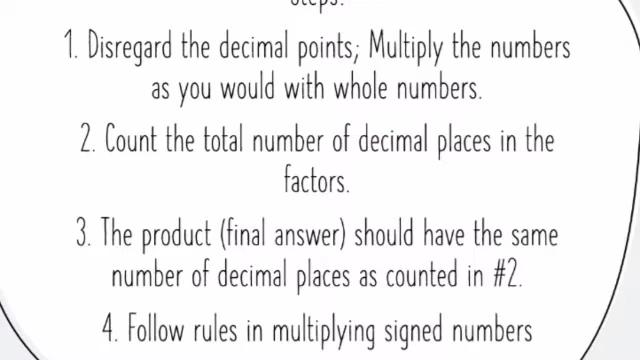 steps:
1. Disregard the decimal points; Multiply the numbers
as you would with whole numbers.
2. Count the total number of decimal places in the
factors.
3. The product (final answer) should have the same
number of decimal places as counted in #2.
4. Follow rules in multiplying signed numbers